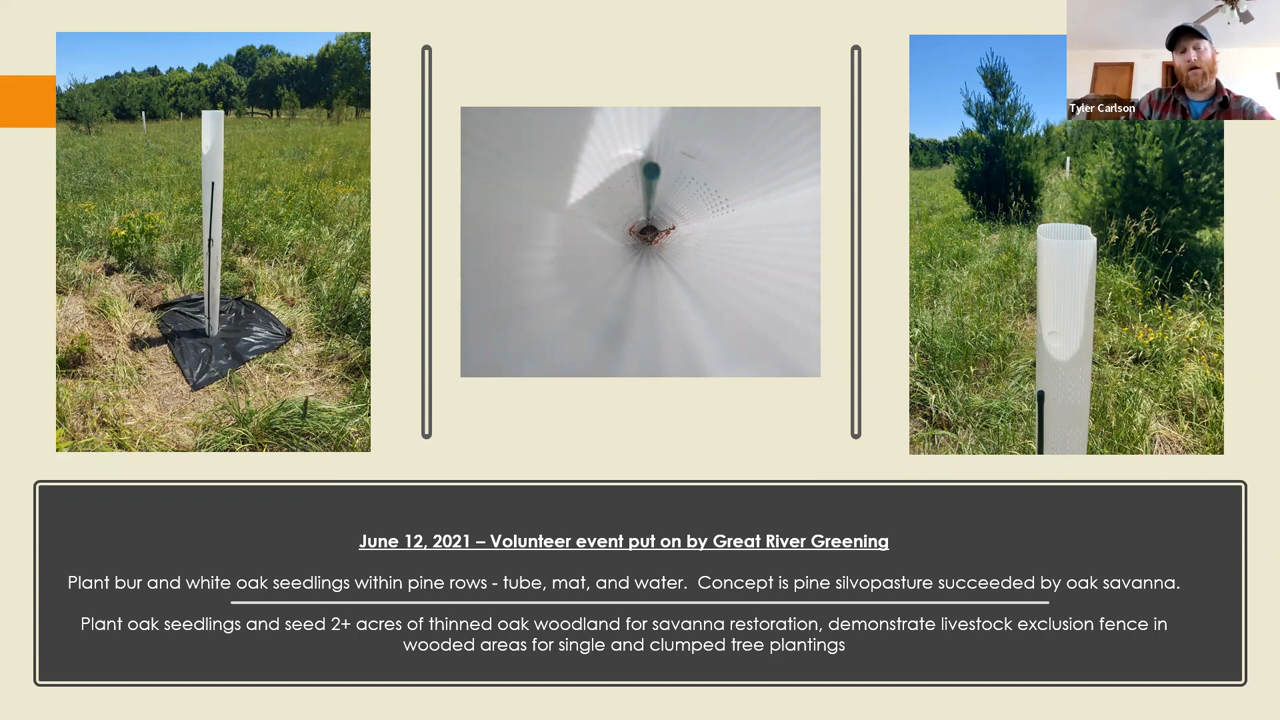 Tyler Carlson
June 12, 2021 – Volunteer event put on by Great River Greening
Plant bur and white oak seedlings within pine rows - tube, mat, and water.  Concept is pine silvopasture succeeded by oak savanna.
Plant oak seedlings and seed 2+ acres of thinned oak woodland for savanna restoration, demonstrate livestock exclusion fence in
wooded areas for single and clumped tree plantings